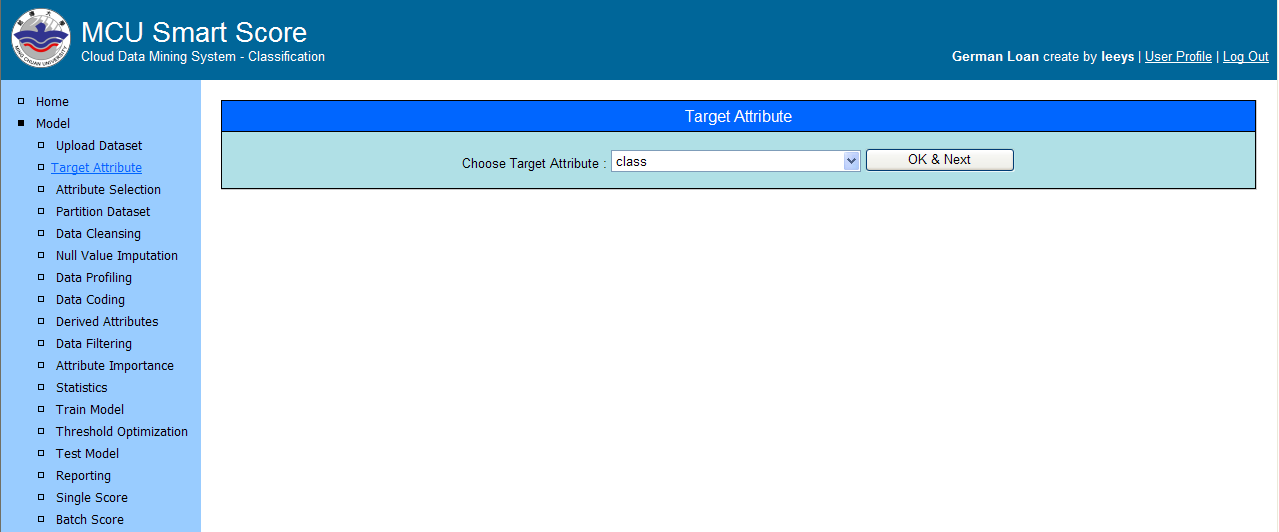 MCU Smart Score
Cloud Data Mining System - Classification
German Loan create by leeys | User Profile | Log Out
Home
Model
Upload Dataset
Target Attribute
Attribute Selection
Partition Dataset
Data Cleansing
Null Value Imputation
Data Profiling
Data Coding
Derived Attributes
Data Filtering
Attribute Importance
Statistics
Train Model
Threshold Optimization
Test Model
Reporting
Single Score
Batch Score
Target Attribute
Choose Target Attribute : class OK & Next